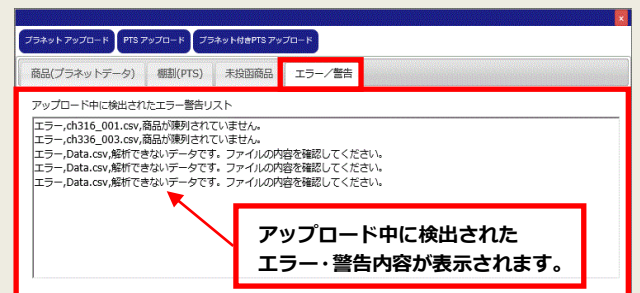 プラネットアップロード PTS アップロード プラネット付きPTS アップロード
商品(プラネットデータ) 棚割(PTS) 未投函商品 エラー／警告
アップロード中に検出されたエラー警告リスト
エラー,ch316_001.csv,商品が陳列されていません。
エラー,ch336_003.csv,商品が陳列されていません。
エラー,Data.csv,解析できないデータです。ファイルの内容を確認してください。
エラー,Data.csv,解析できないデータです。ファイルの内容を確認してください。
エラー,Data.csv,解析できないデータです。ファイルの内容を確認してください。
アップロード中に検出された
エラー・警告内容が表示されます。